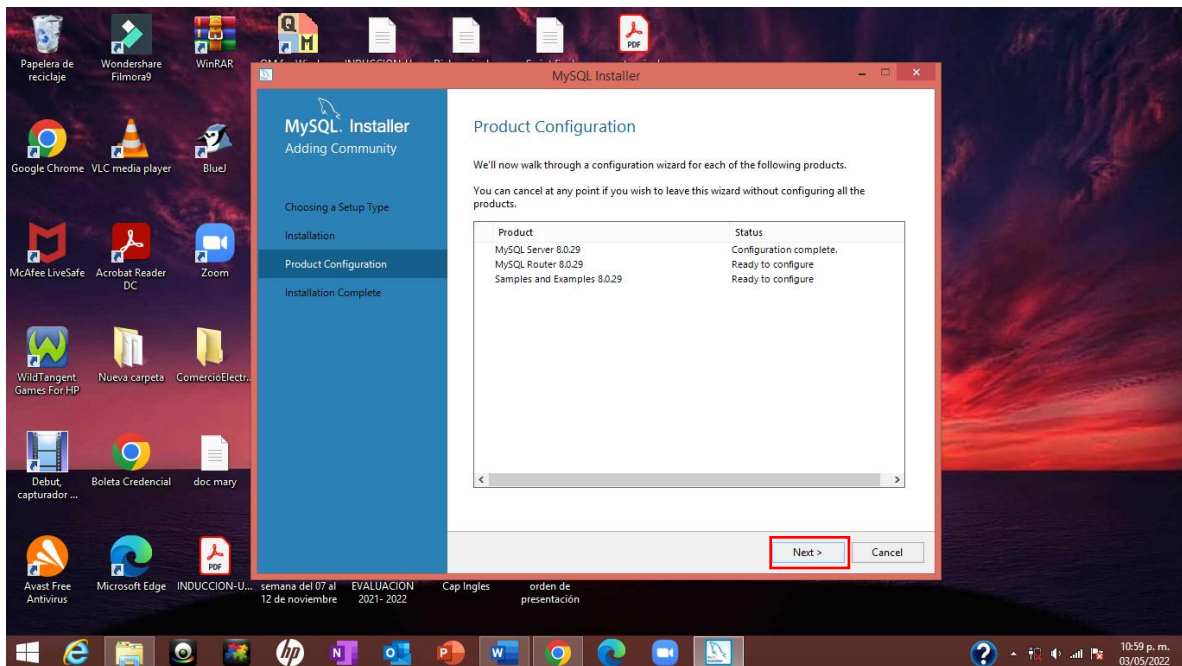 Papelera de
reciclaje
Wondershare
Filmora9
WinRAR
PDF
MySQL Installer
MySQL. Installer
Adding Community
Choosing a Setup Type
Installation
Product Configuration
Installation Complete
Product Configuration
We'll now walk through a configuration wizard for each of the following products.
You can cancel at any point if you wish to leave this wizard without configuring all the
products.
Product Status
MySQL Server 8.0.29 Configuration complete.
MySQL Router 8.0.29 Ready to configure
Samples and Examples 8.0.29 Ready to configure
Next >
Cancel
Google Chrome
VLC media player
BlueJ
McAfee LiveSafe
Acrobat Reader
DC
Zoom
WildTangent
Games For HP
Nueva carpeta
ComercioElectr...
Debut,
capturador ...
Boleta Credencial
doc mary
Avast Free
Antivirus
Microsoft Edge
PDF
INDUCCION-U...
semana del 07 al
12 de noviembre
EVALUACIÓN
2021- 2022
Cap Ingles
orden de
presentación
10:59 p. m.
03/05/2022